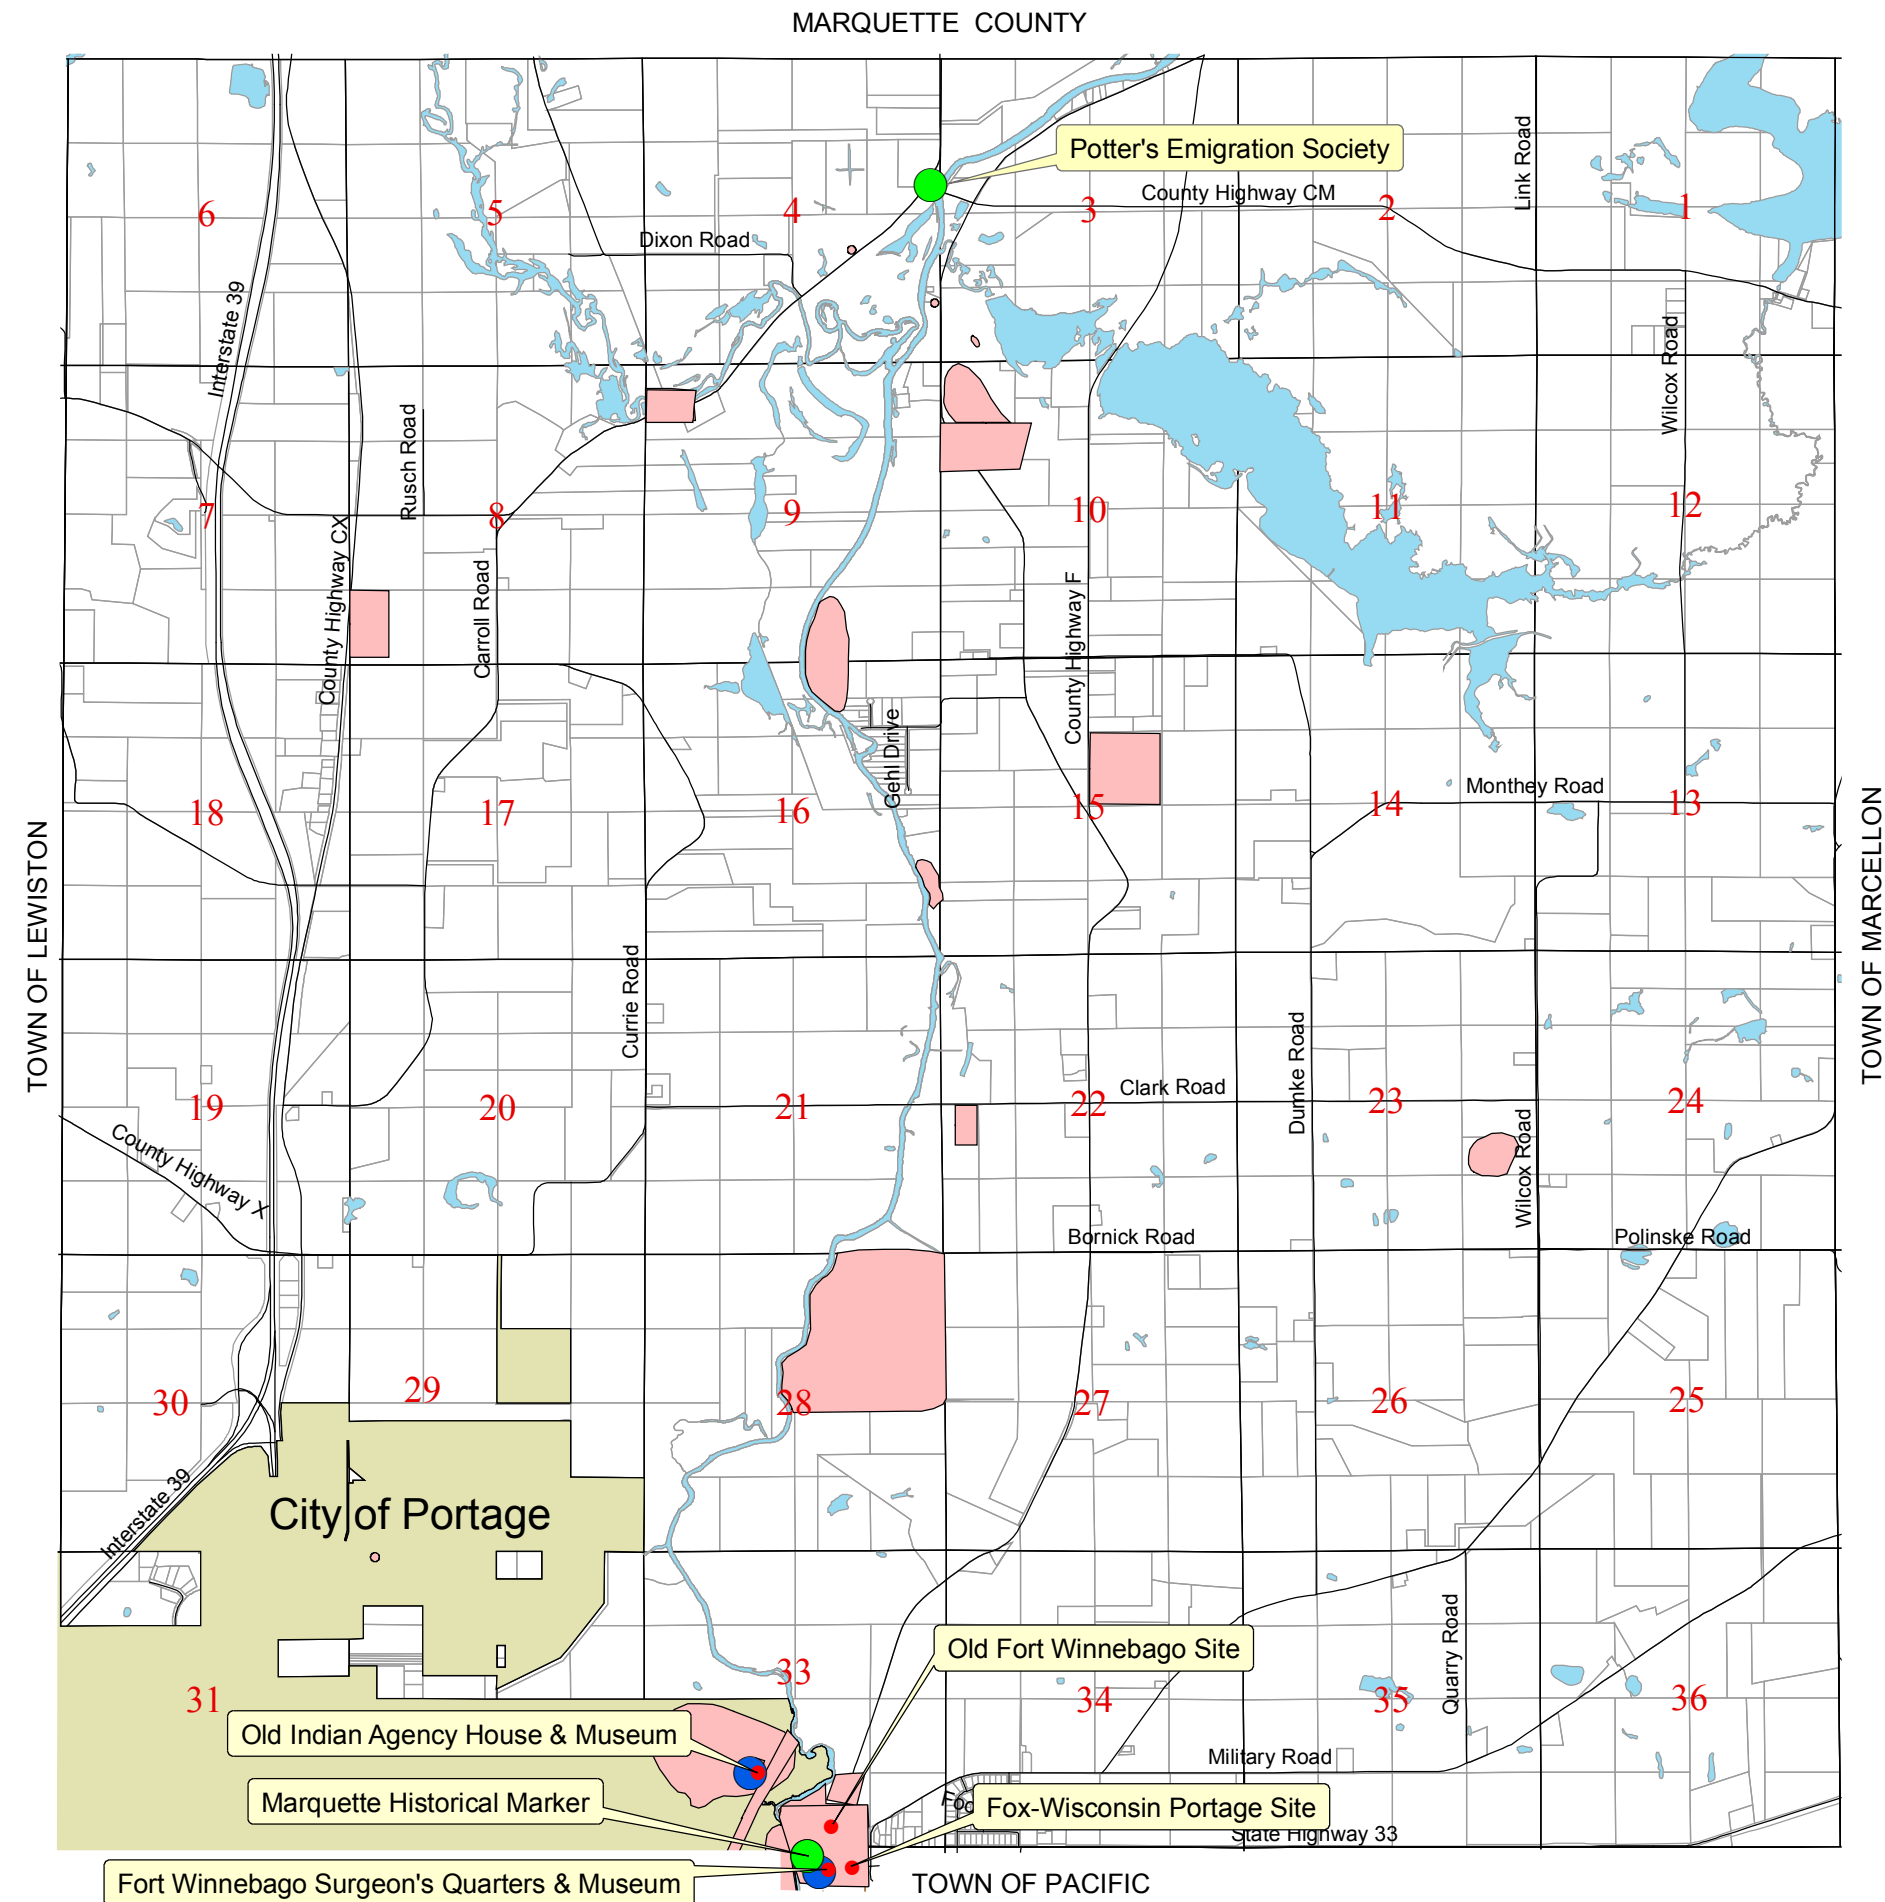 MARQUETTE COUNTY
Potter's Emigration Society
County Highway CM
Link Road
6
5
4
3
2
1
Dixon Road
Interstate 39
Wilcox Road
Rusch Road
7
8
9
10
11
12
County Highway CX
Carroll Road
County Highway F
Gehl Drive
Monthey Road
18
17
16
15
14
13
TOWN OF LEWISTON
TOWN OF MARCELLON
Currie Road
Dumke Road
Clark Road
19
20
21
22
23
24
County Highway X
Wilcox Road
Bornick Road
Polinske Road
30
29
28
27
26
25
Interstate 39
City of Portage
Old Fort Winnebago Site
Quarry Road
31
33
34
35
36
Old Indian Agency House & Museum
Military Road
Marquette Historical Marker
Fox-Wisconsin Portage Site
State Highway 33
Fort Winnebago Surgeon's Quarters & Museum
TOWN OF PACIFIC